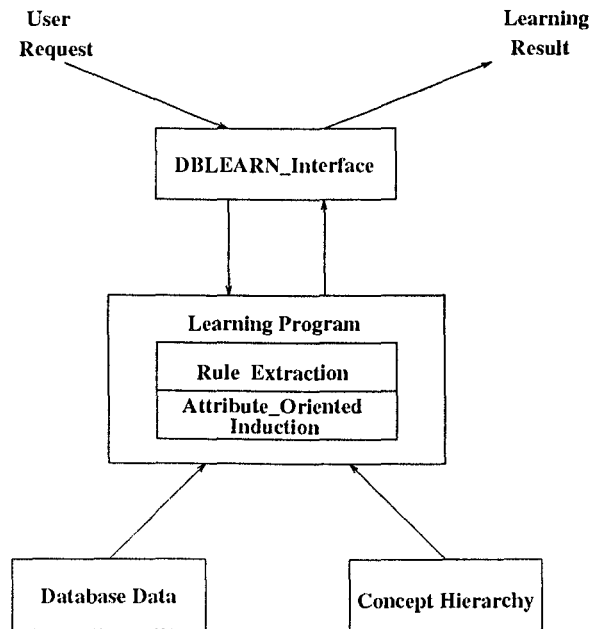 User
Request
Learning
Result
DBLEARN_Interface
Learning Program
Rule Extraction
Attribute_Oriented
Induction
Database Data
Concept Hierarchy